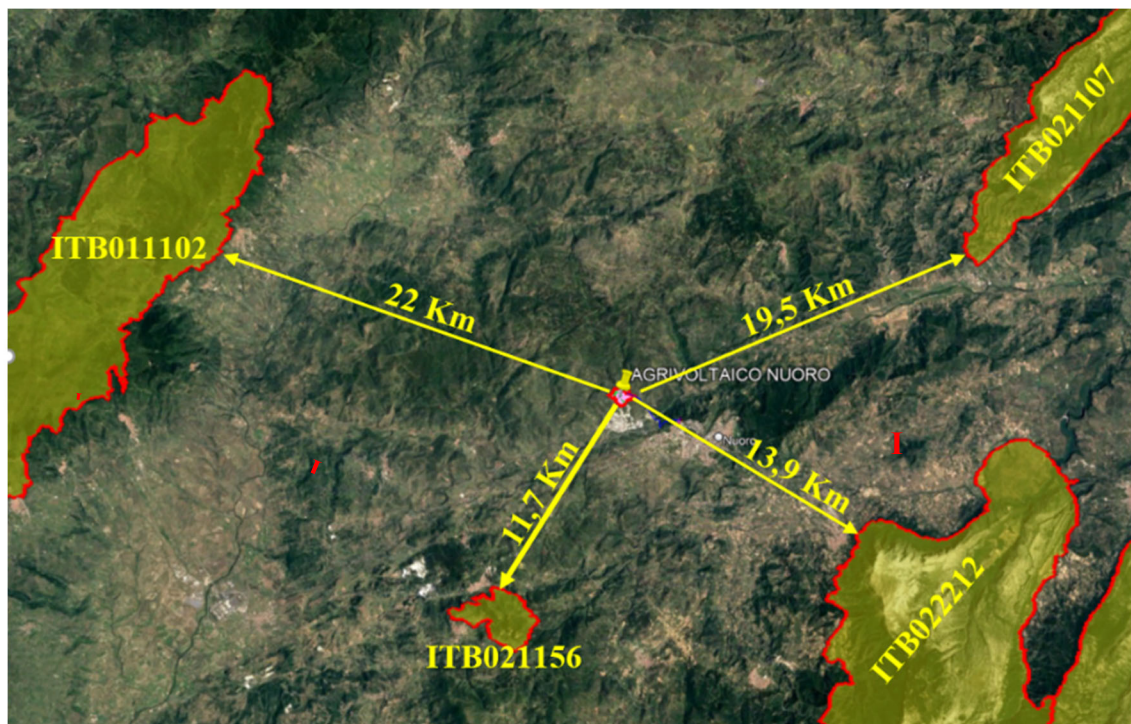 ITB021107
ITB011102
22 Km
19,5 Km
AGRIVOLTAICO NUORO
Nuoro
13,9 Km
11,7 Km
ITB022212
ITB021156